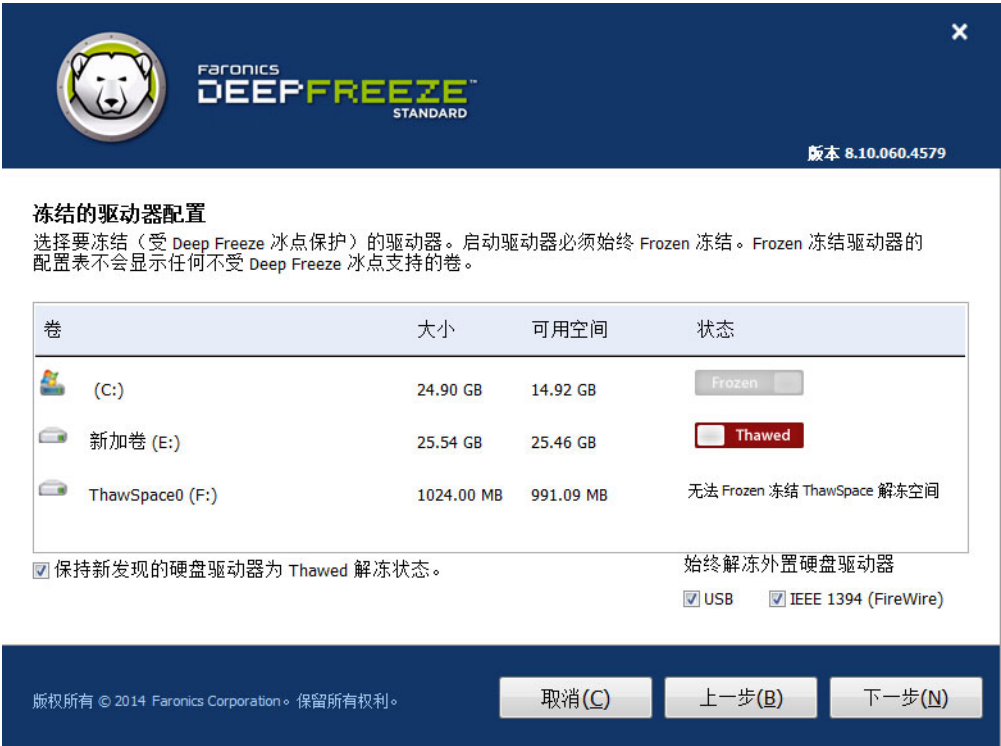 Faronics
DEEPFREEZE™
STANDARD
版本 8.10.060.4579
冻结的驱动器配置
选择要冻结（受 Deep Freeze 冰点保护）的驱动器。启动驱动器必须始终 Frozen 冻结。Frozen 冻结驱动器的
配置表不会显示任何不受 Deep Freeze 冰点支持的卷。
卷 大小 可用空间 状态
(C:) 24.90 GB 14.92 GB Frozen
新加卷 (E:) 25.54 GB 25.46 GB Thawed
ThawSpace0 (F:) 1024.00 MB 991.09 MB 无法 Frozen 冻结 ThawSpace 解冻空间
保持新发现的硬盘驱动器为 Thawed 解冻状态。
始终解冻外置硬盘驱动器
USB IEEE 1394 (FireWire)
版权所有 © 2014 Faronics Corporation。保留所有权利。
取消(C) 上一步(B) 下一步(N)